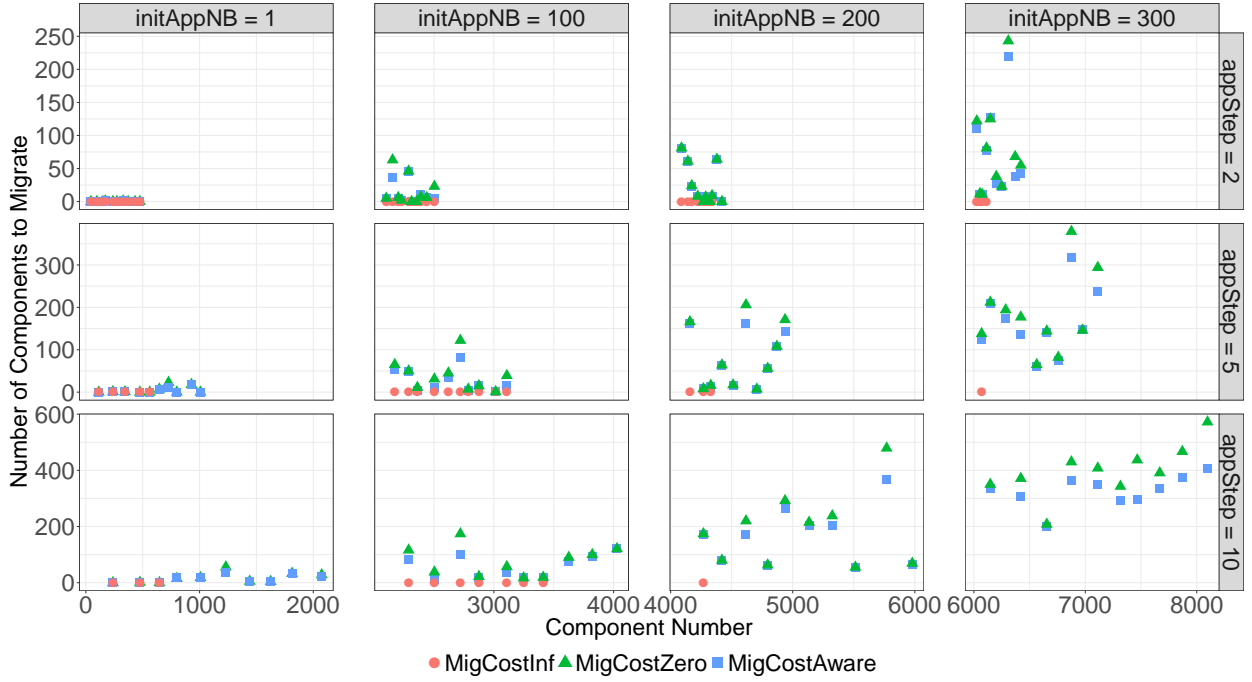 initAppNB = 1 initAppNB = 100 initAppNB = 200 initAppNB = 300
Number of Components to Migrate
250
200
150
100
50
0
appStep = 2
300
200
100
0
appStep = 5
600
400
200
0
appStep = 10
0 1000 2000 3000 4000 4000 5000 6000 6000 7000 8000
Component Number
MigCostInf MigCostZero MigCostAware